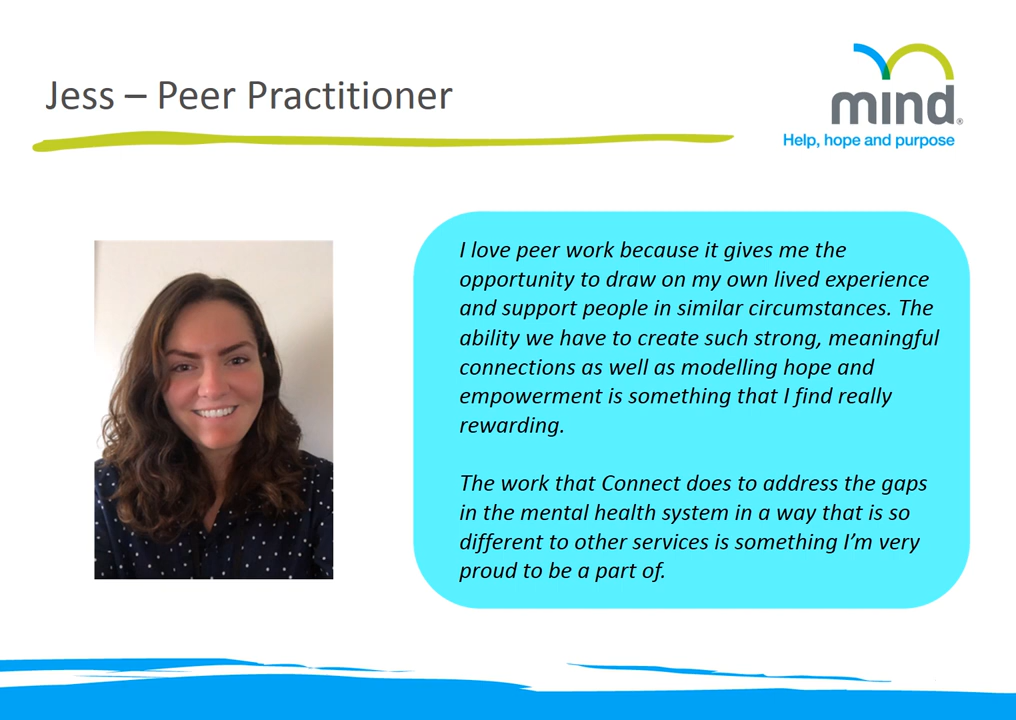 Jess – Peer Practitioner
mind®
Help, hope and purpose
I love peer work because it gives me the
opportunity to draw on my own lived experience
and support people in similar circumstances. The
ability we have to create such strong, meaningful
connections as well as modelling hope and
empowerment is something that I find really
rewarding.
The work that Connect does to address the gaps
in the mental health system in a way that is so
different to other services is something I’m very
proud to be a part of.